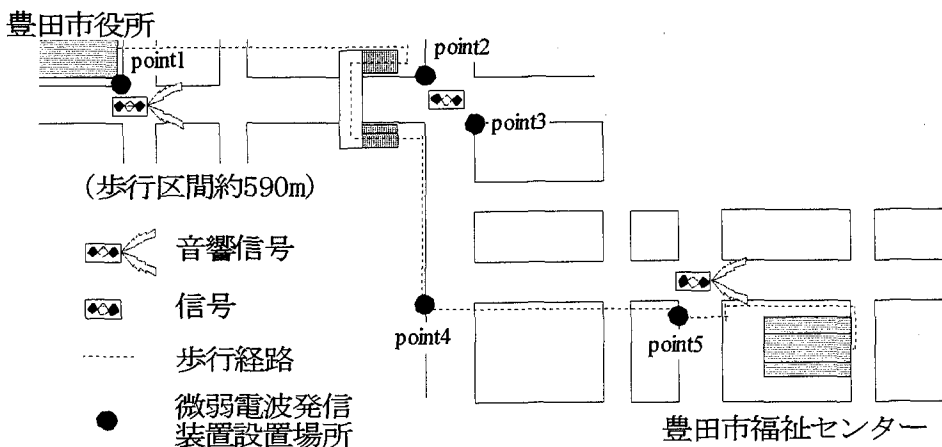 豊田市役所
point1
point2
point3
(歩行区間約590m)
音響信号
信号
歩行経路
微弱電波発信
装置設置場所
point4
point5
豊田市福祉センター